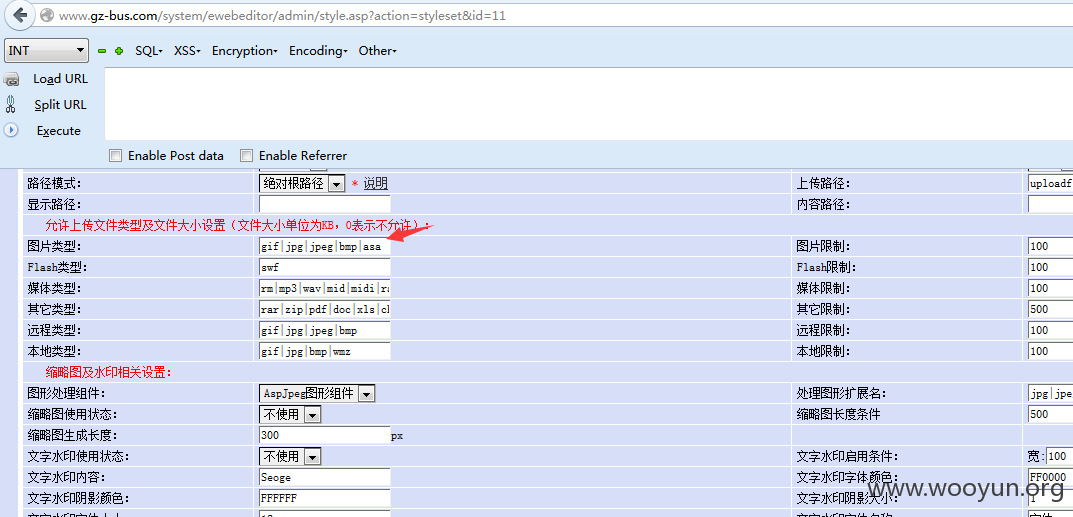 www.gz-bus.com/system/ewebeditor/admin/style.asp?action=styleset&id=11
INT SQL XSS Encryption Encoding Other
Load URL
Split URL
Execute
Enable Post data Enable Referrer
路径模式: 绝对根路径 * 说明 上传路径: uploadf
显示路径: 内容路径:
允许上传文件类型及文件大小设置（文件大小单位为KB，0表示不允许）:
图片类型: gif|jpg|jpeg|bmp|asa 图片限制: 100
Flash类型: swf Flash限制: 100
媒体类型: rm|mp3|wav|mid|midi|ra 媒体限制: 100
其它类型: rar|zip|pdf|doc|xls|ch 其它限制: 500
远程类型: gif|jpg|jpeg|bmp 远程限制: 100
本地类型: gif|jpg|bmp|wmz 本地限制: 100
缩略图及水印相关设置:
图形处理组件: AspJpeg图形组件 处理图形扩展名: jpg|jpe
缩略图使用状态: 不使用 缩略图长度条件 500
缩略图生成长度: 300 px
文字水印使用状态: 不使用 文字水印启用条件: 宽:100
文字水印内容: Seoge 文字水印字体颜色: FF0000
文字水印阴影颜色: FFFFFF 文字水印阴影大小: 1
www.wooyun.org